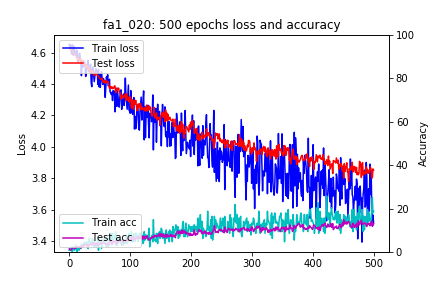 fa1_020: 500 epochs loss and accuracy
Train loss
Test loss
Train acc
Test acc
Loss
4.6
4.4
4.2
4.0
3.8
3.6
3.4
Accuracy
100
80
60
40
20
0
0
100
200
300
400
500